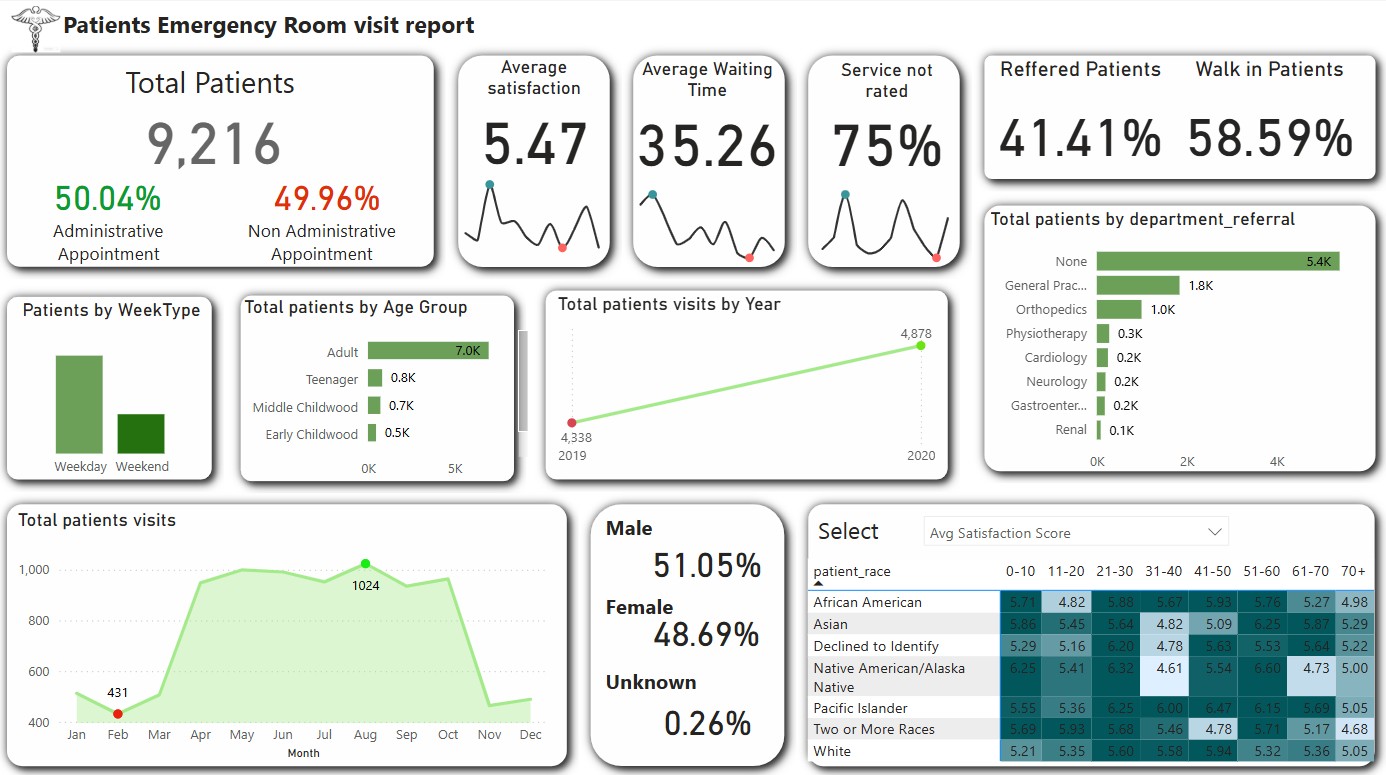 Patients Emergency Room visit report
Total Patients
9,216
50.04%
Administrative
Appointment
49.96%
Non Administrative
Appointment
Average
satisfaction
5.47
Average Waiting
Time
35.26
Service not
rated
75%
Reffered Patients
41.41%
Walk in Patients
58.59%
Total patients by department_referral
None 5.4K
General Prac... 1.8K
Orthopedics 1.0K
Physiotherapy 0.3K
Cardiology 0.2K
Neurology 0.2K
Gastroenter... 0.2K
Renal 0.1K
0K 2K 4K
Patients by WeekType
Weekday Weekend
Total patients by Age Group
Adult 7.0K
Teenager 0.8K
Middle Childwood 0.7K
Early Childwood 0.5K
0K 5K
Total patients visits by Year
4,878
4,338
2019 2020
Total patients visits
1,000
800
600
400
1024
431
Jan Feb Mar Apr May Jun July Aug Sep Oct Nov Dec
Month
Male
51.05%
Female
48.69%
Unknown
0.26%
Select Avg Satisfaction Score
patient_race 0-10 11-20 21-30 31-40 41-50 51-60 61-70 70+
African American 5.71 4.82 5.88 5.67 5.93 5.76 5.27 4.98
Asian 5.86 5.45 5.64 4.82 5.09 6.25 5.87 5.29
Declined to Identify 5.29 5.16 6.20 4.78 5.63 5.53 5.64 5.22
Native American/Alaska
Native 6.25 5.41 6.32 4.61 5.54 6.60 4.73 5.00
Pacific Islander 5.55 5.36 6.25 6.00 6.47 6.15 5.69 5.05
Two or More Races 5.69 5.93 5.68 5.46 4.78 5.71 5.17 4.68
White 5.21 5.35 5.60 5.58 5.94 5.32 5.36 5.05